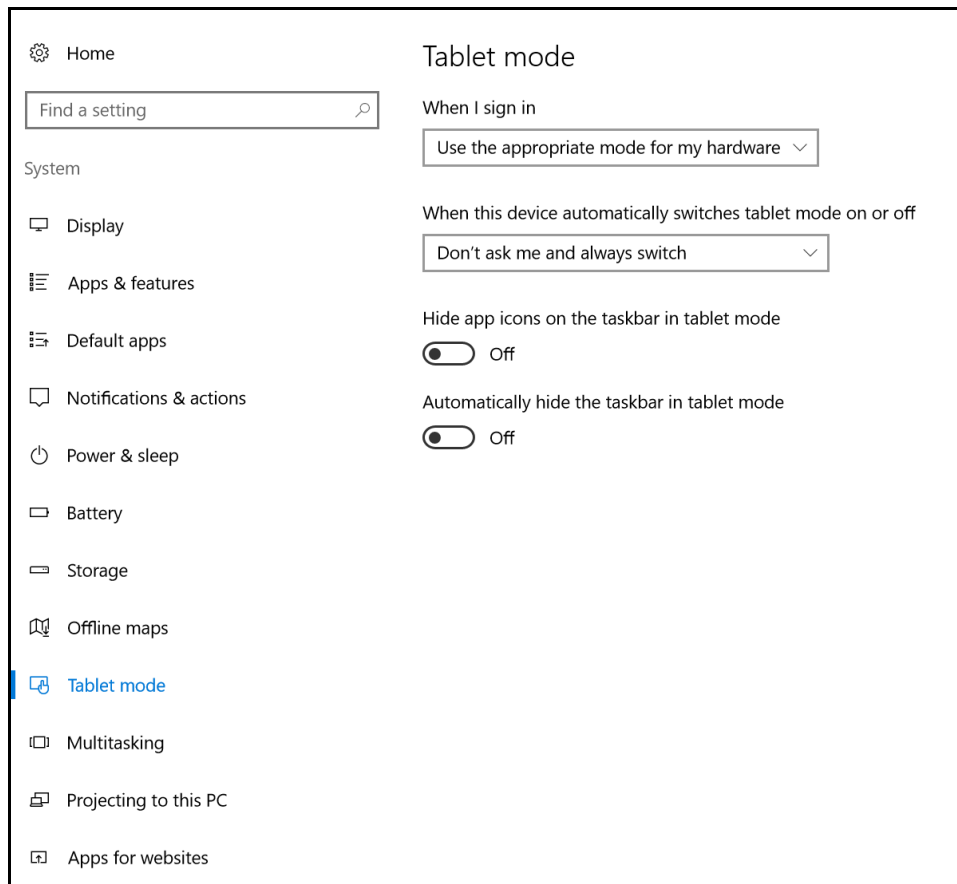 Home
Find a setting
System
Display
Apps & features
Default apps
Notifications & actions
Power & sleep
Battery
Storage
Offline maps
Tablet mode
Multitasking
Projecting to this PC
Apps for websites
Tablet mode
When I sign in
Use the appropriate mode for my hardware
When this device automatically switches tablet mode on or off
Don’t ask me and always switch
Hide app icons on the taskbar in tablet mode
Off
Automatically hide the taskbar in tablet mode
Off